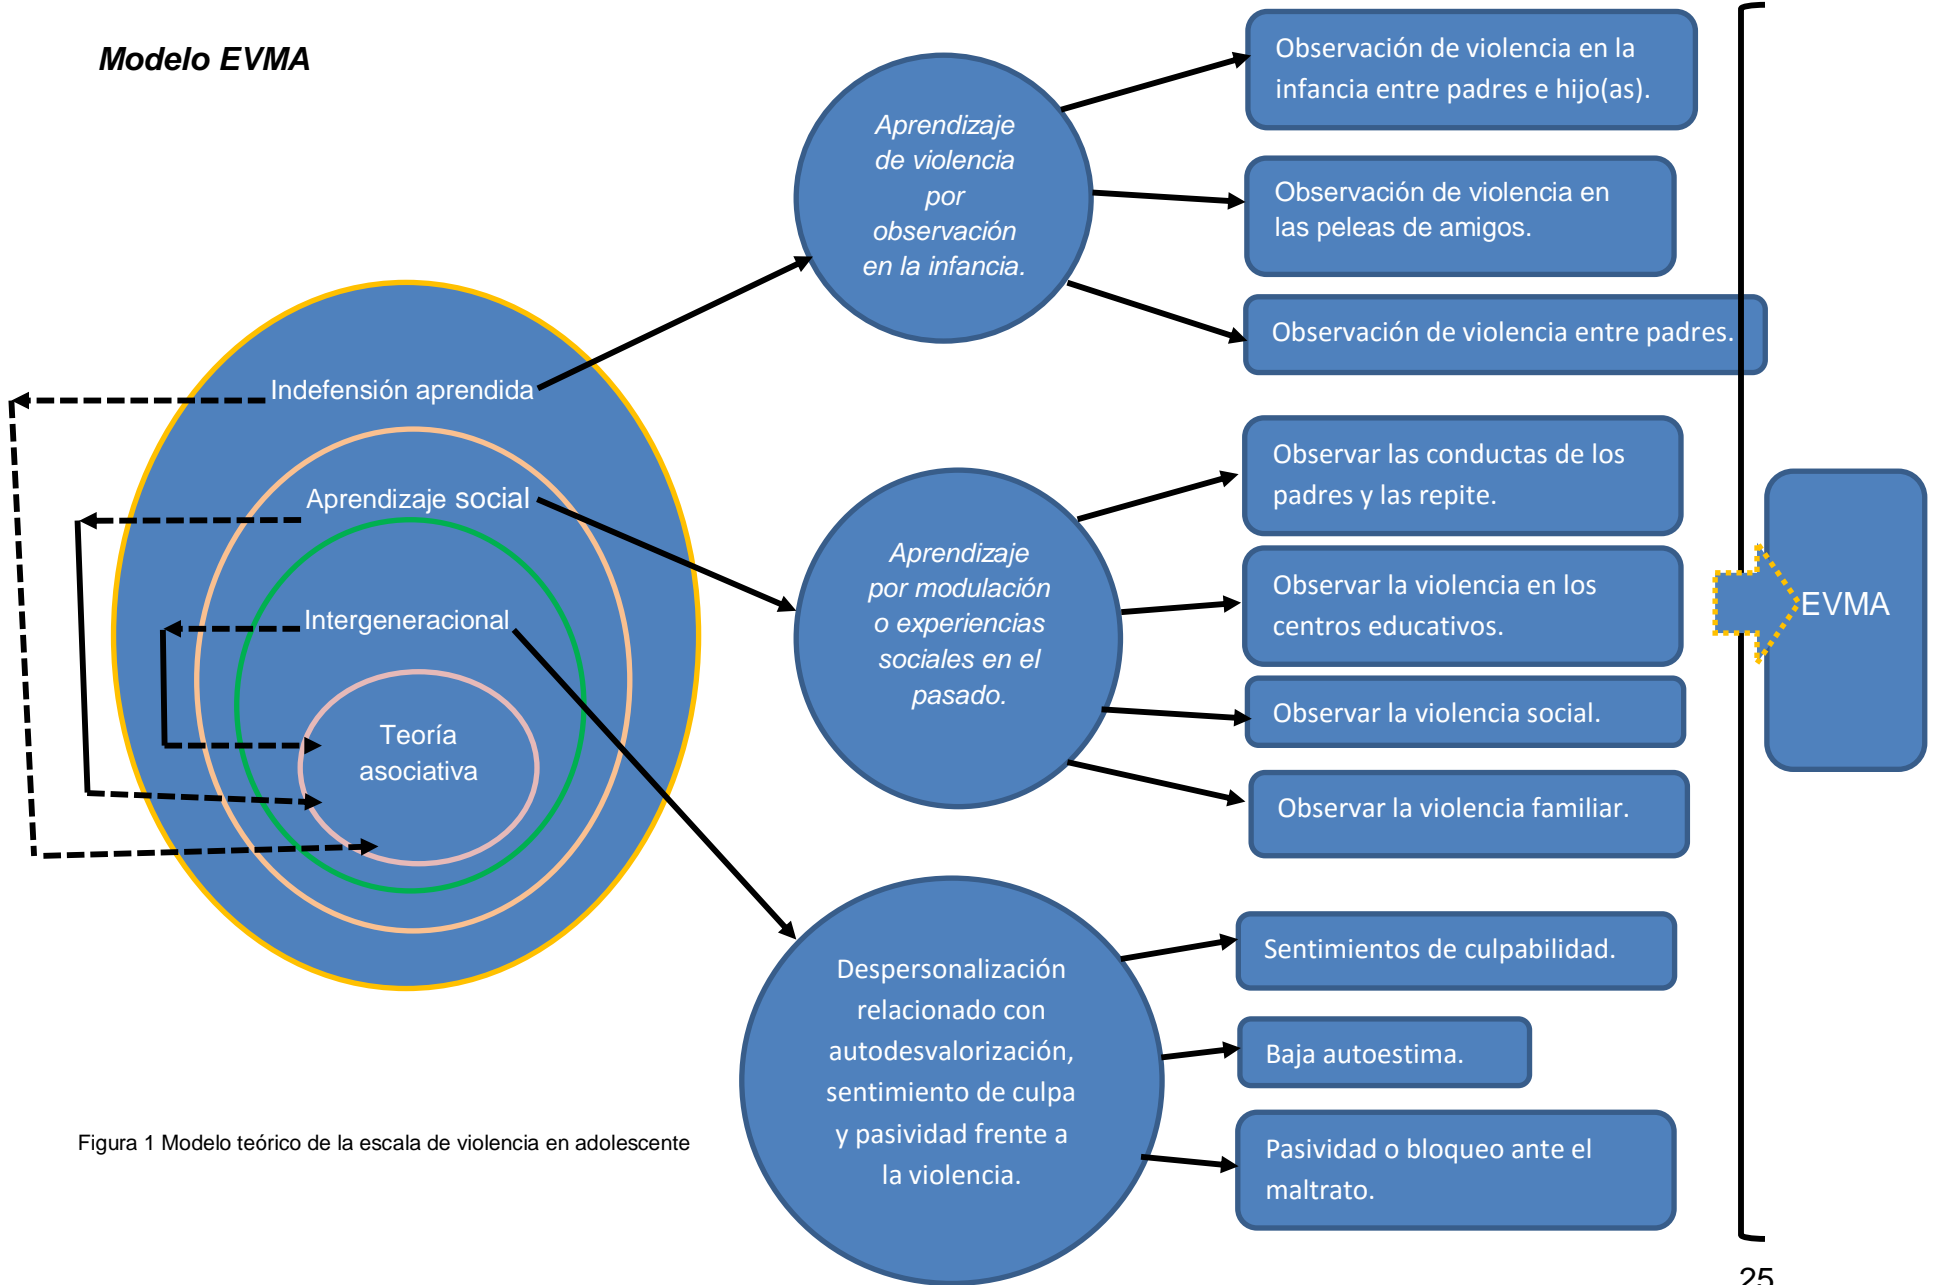 Modelo EVMA
Indefensión aprendida
Aprendizaje social
Intergeneracional
Teoría
asociativa
Aprendizaje
de violencia
por
observación
en la infancia.
Observación de violencia en la
infancia entre padres e hijo(as).
Observación de violencia en
las peleas de amigos.
Observación de violencia entre padres.
Aprendizaje
por modulación
o experiencias
sociales en el
pasado.
Observar las conductas de los
padres y las repite.
Observar la violencia en los
centros educativos.
Observar la violencia social.
Observar la violencia familiar.
Despersonalización
relacionado con
autodesvalorización,
sentimiento de culpa
y pasividad frente a
la violencia.
Sentimientos de culpabilidad.
Baja autoestima.
Pasividad o bloqueo ante el
maltrato.
EVMA
Figura 1 Modelo teórico de la escala de violencia en adolescente
25